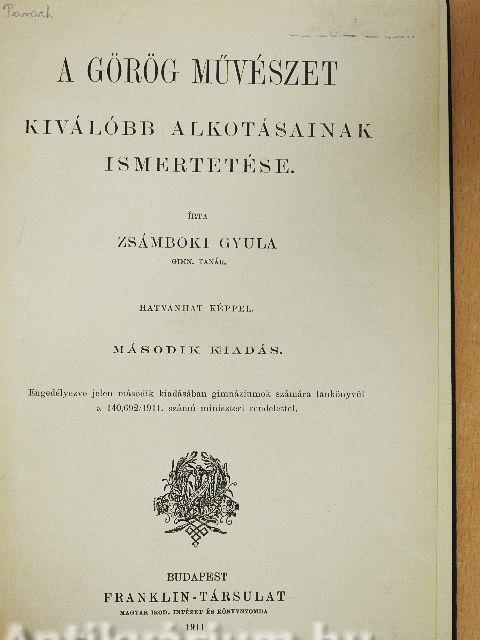 A GÖRÖG MŰVÉSZET
KIVÁLÓBB ALKOTÁSAINAK
ISMERTETÉSE.
ÍRTA
ZSÁMBOKI GYULA
GIMN. TANÁR.
HATVANHAT KÉPPEL.
MÁSODIK KIADÁS.
Engedélyezve jelen második kiadásában gimnáziumok számára tankönyvül
a 140,692/1911. számú miniszteri rendelettel.
BUDAPEST
FRANKLIN-TÁRSULAT
MAGYAR IROD. INTÉZET ÉS KÖNYVNYOMDA
1911